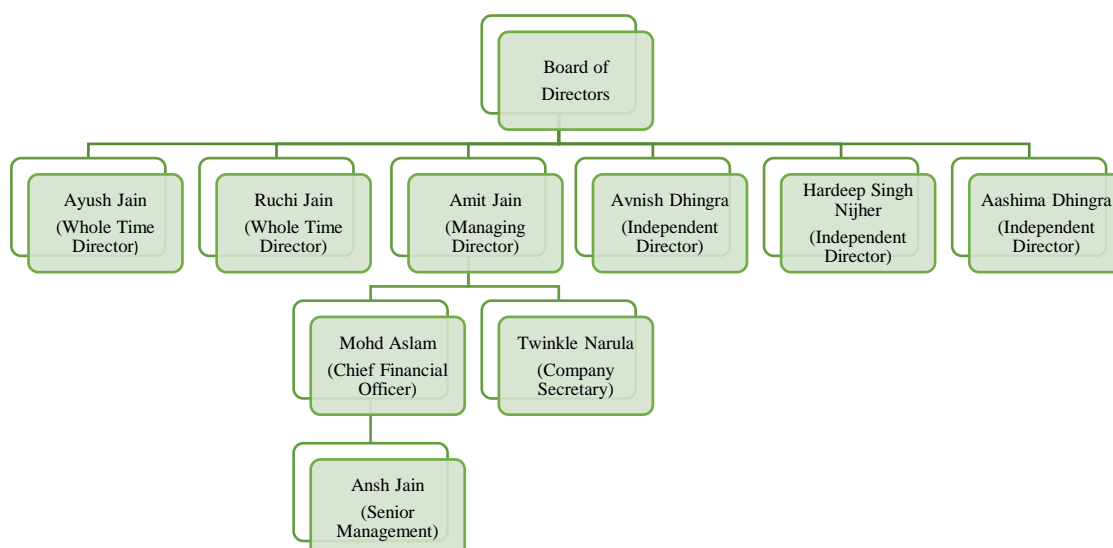 Board of
Directors
Ayush Jain
(Whole Time
Director)
Ruchi Jain
(Whole Time
Director)
Amit Jain
(Managing
Director)
Avnish Dhingra
(Independent
Director)
Hardeep Singh
Nijher
(Independent
Director)
Aashima Dhingra
(Independent
Director)
Mohd Aslam
(Chief Financial
Officer)
Twinkle Narula
(Company
Secretary)
Ansh Jain
(Senior
Management)